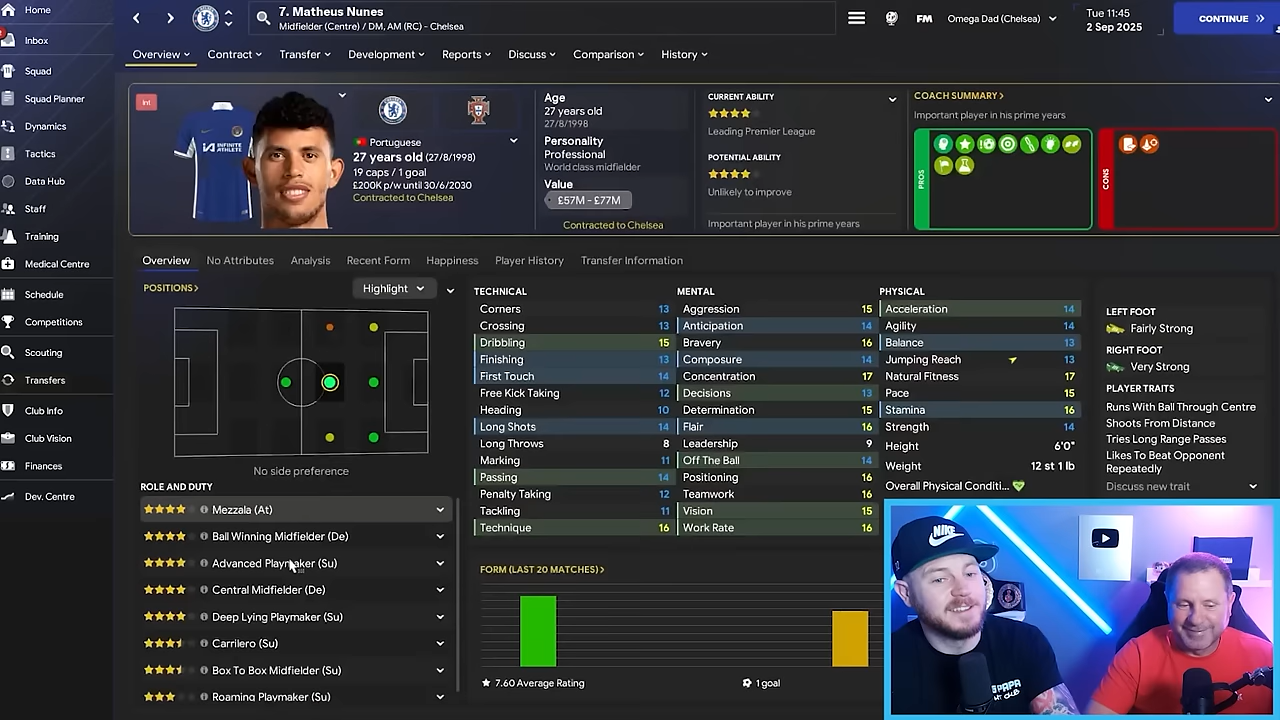 Home
Inbox
Squad
Squad Planner
Dynamics
Tactics
Data Hub
Staff
Training
Medical Centre
Schedule
Competitions
Scouting
Transfers
Club Info
Club Vision
Finances
Dev. Centre
7. Matheus Nunes
Midfielder (Centre) / DM, AM (RC) - Chelsea
FM
Omega Dad (Chelsea)
Tue 11:45
2 Sep 2025
CONTINUE
Overview
Contract
Transfer
Development
Reports
Discuss
Comparison
History
Int
INFINITE
ATHLETE
Portuguese
27 years old (27/8/1998)
19 caps / 1 goal
£200K p/w until 30/6/2030
Contracted to Chelsea
Age
27 years old
27/8/1998
Personality
Professional
World class midfielder
Value
£57M - £77M
Contracted to Chelsea
CURRENT ABILITY
Leading Premier League
POTENTIAL ABILITY
Unlikely to improve
Important player in his prime years
COACH SUMMARY
Important player in his prime years
PROS
CONS
Overview
No Attributes
Analysis
Recent Form
Happiness
Player History
Transfer Information
POSITIONS
Highlight
No side preference
ROLE AND DUTY
Mezzala (At)
Ball Winning Midfielder (De)
Advanced Playmaker (Su)
Central Midfielder (De)
Deep Lying Playmaker (Su)
Carrilero (Su)
Box To Box Midfielder (Su)
Roaming Playmaker (Su)
TECHNICAL
Corners 13
Crossing 13
Dribbling 15
Finishing 13
First Touch 14
Free Kick Taking 12
Heading 10
Long Shots 14
Long Throws 8
Marking 11
Passing 14
Penalty Taking 12
Tackling 11
Technique 16
MENTAL
Aggression 15
Anticipation 14
Bravery 16
Composure 14
Concentration 17
Decisions 13
Determination 15
Flair 16
Leadership 9
Off The Ball 14
Positioning 16
Teamwork 16
Vision 15
Work Rate 16
PHYSICAL
Acceleration 14
Agility 14
Balance 13
Jumping Reach 13
Natural Fitness 17
Pace 15
Stamina 16
Strength 14
Height 6'0"
Weight 12 st 1 lb
Overall Physical Conditi...
LEFT FOOT
Fairly Strong
RIGHT FOOT
Very Strong
PLAYER TRAITS
Runs With Ball Through Centre
Shoots From Distance
Tries Long Range Passes
Likes To Beat Opponent
Repeatedly
Discuss new trait
FORM (LAST 20 MATCHES)
7.60 Average Rating
1 goal
NIKE